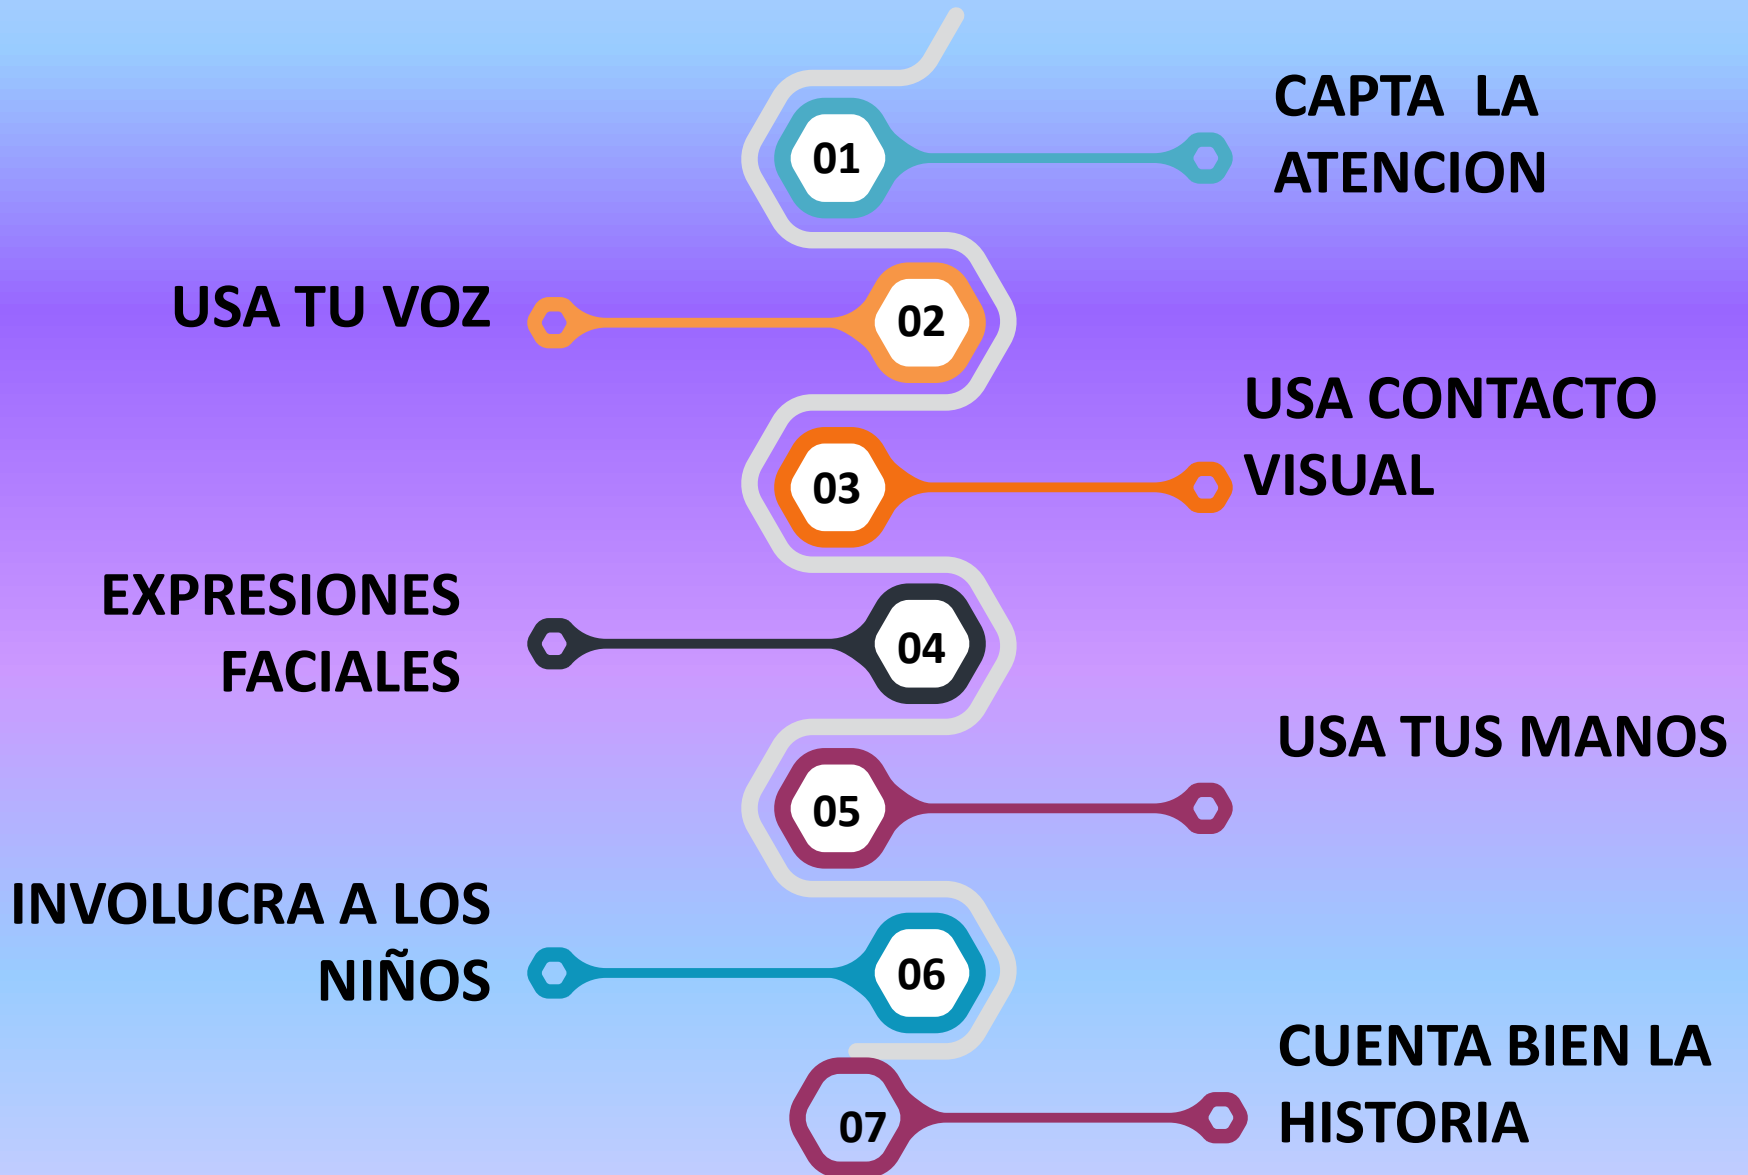 01
CAPTA LA
ATENCION
USA TU VOZ
02
03
USA CONTACTO
VISUAL
EXPRESIONES
FACIALES
04
05
USA TUS MANOS
INVOLUCRA A LOS
NIÑOS
06
07
CUENTA BIEN LA
HISTORIA